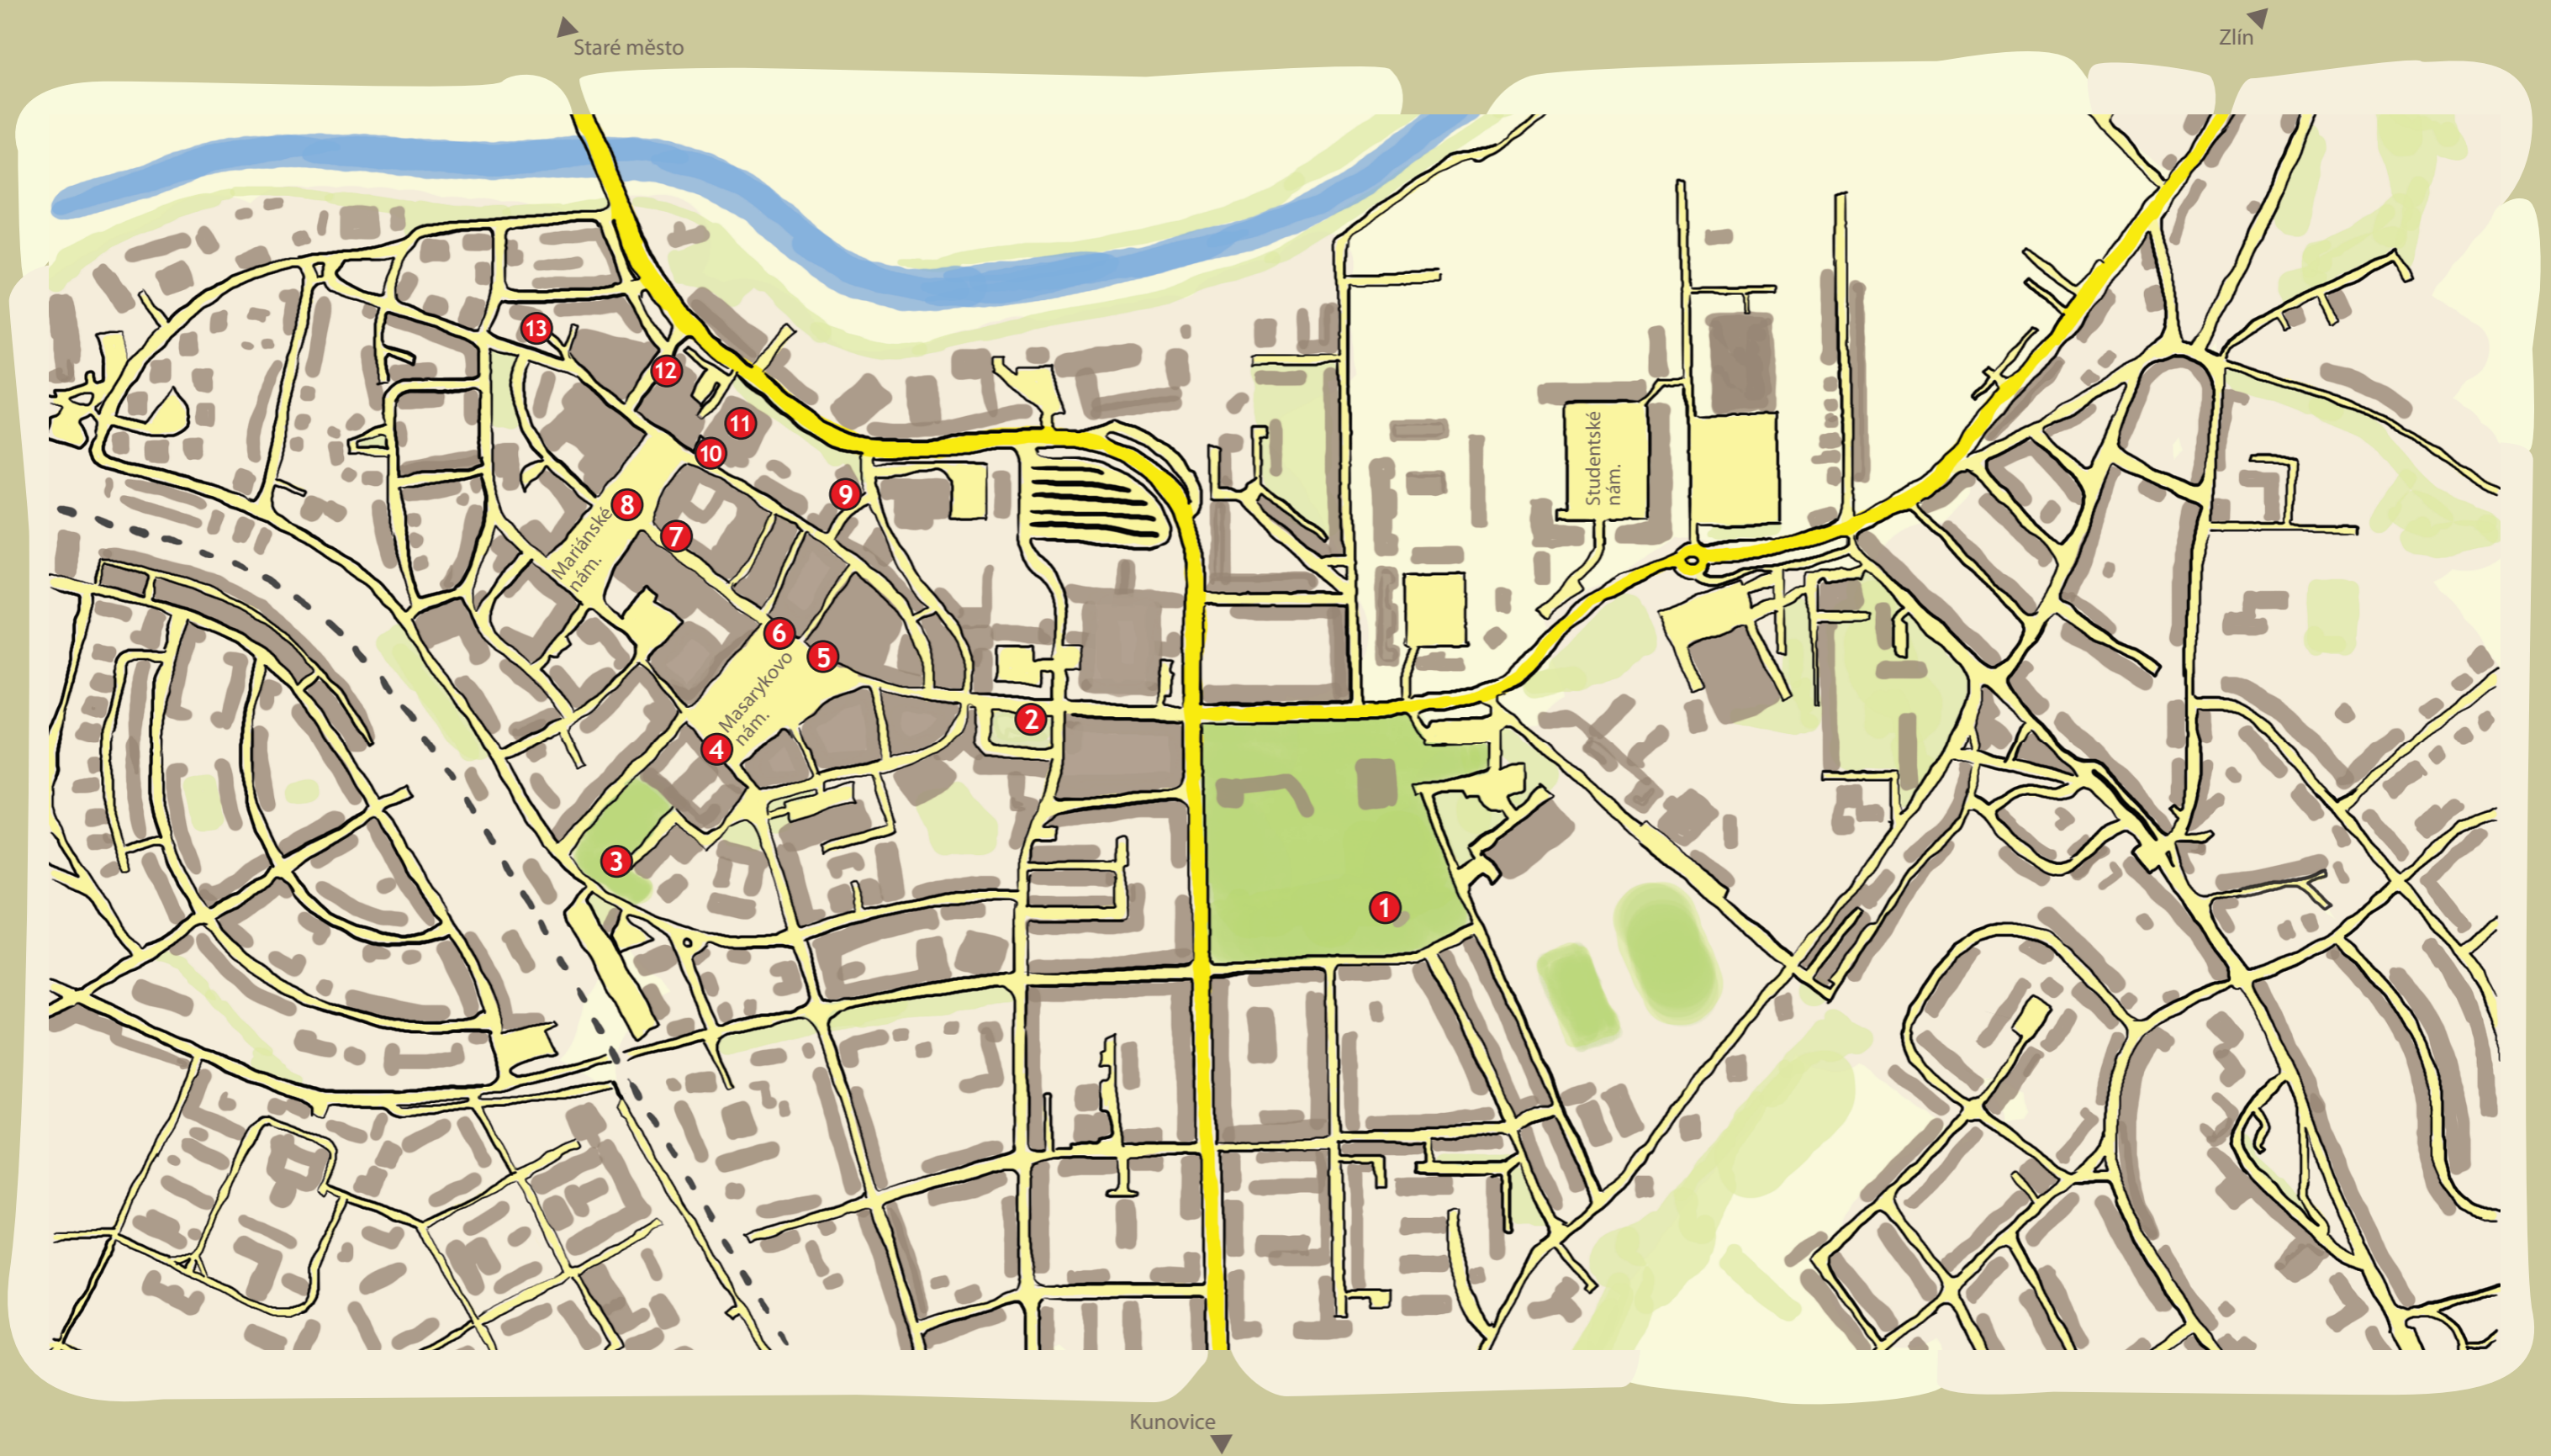 Staré město
Zlín
13
12
11
10
9
8
7
Mariánské
nám.
Studentské
nám.
6
5
Masarykovo
nám.
4
2
3
1
Kunovice